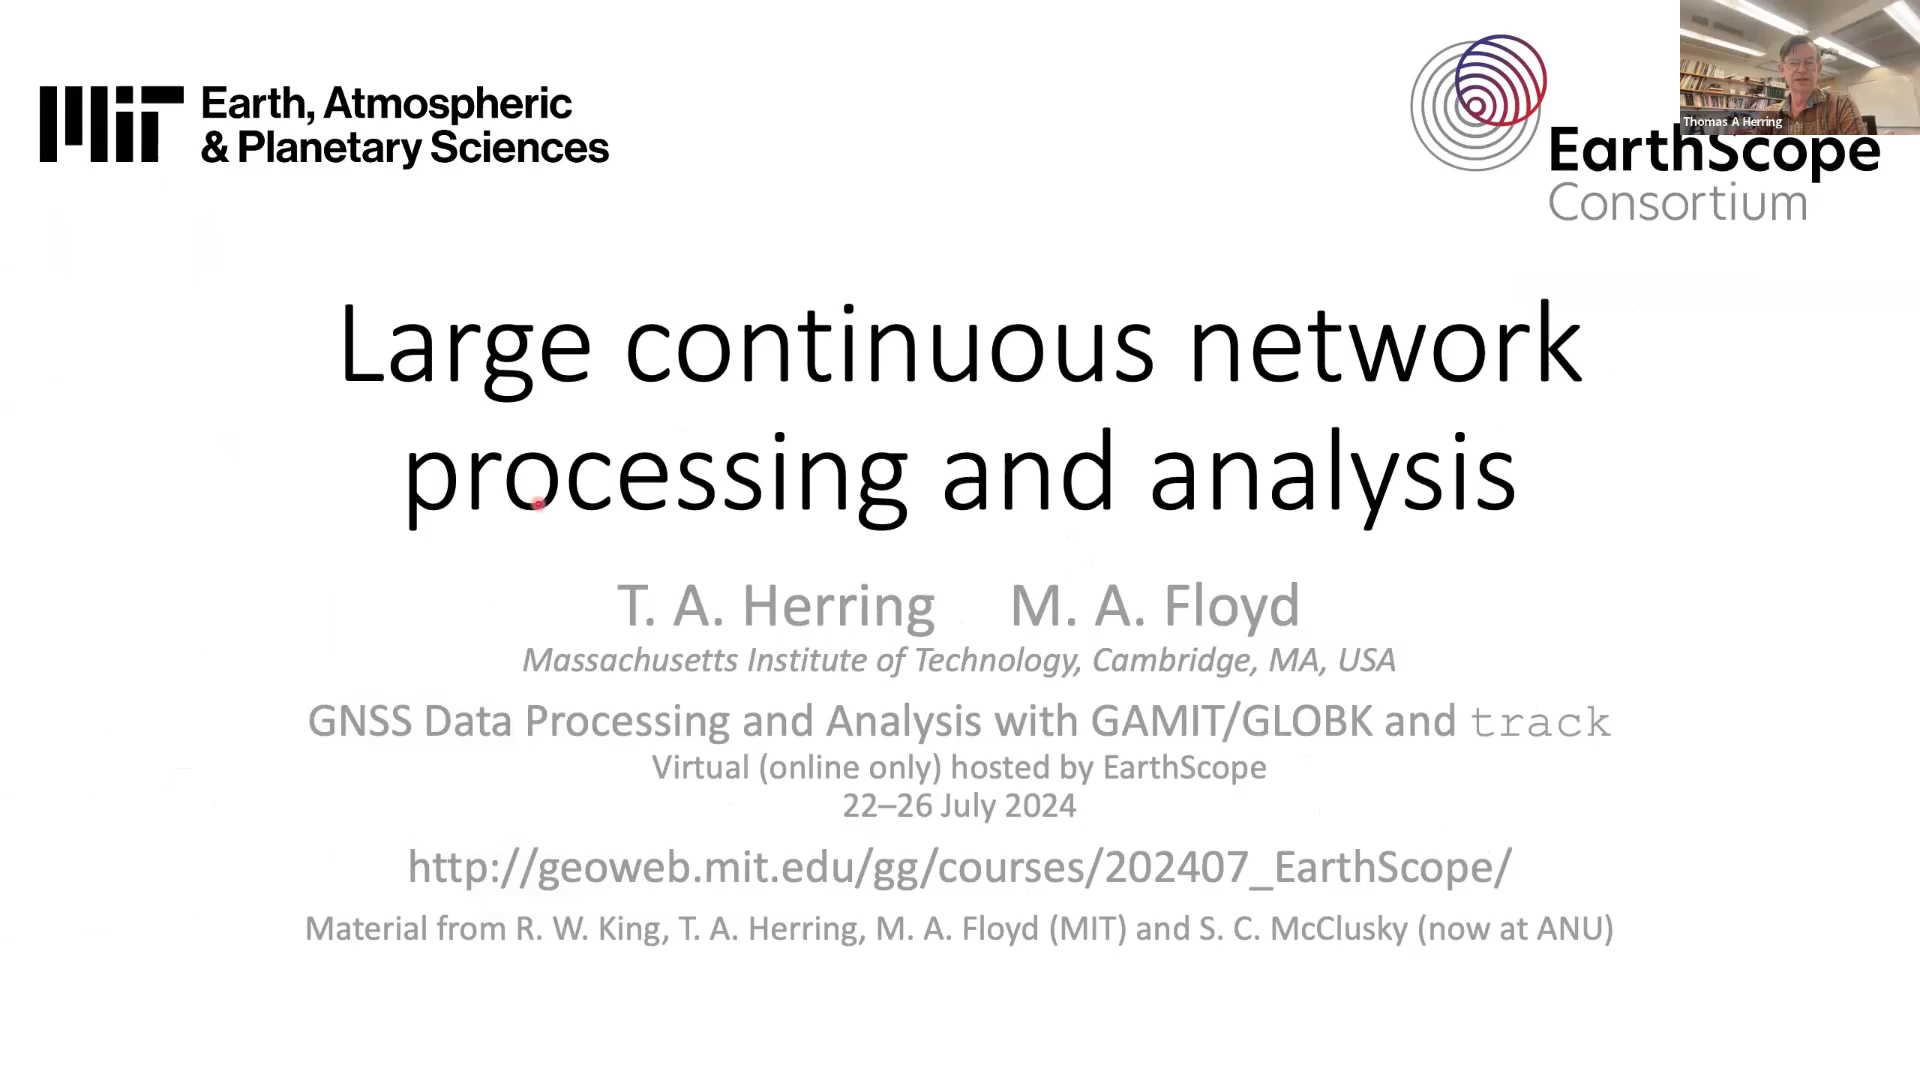 MIT Earth, Atmospheric
& Planetary Sciences
Thomas A Herring
EarthScope
Consortium
Large continuous network
processing and analysis
T. A. Herring M. A. Floyd
Massachusetts Institute of Technology, Cambridge, MA, USA
GNSS Data Processing and Analysis with GAMIT/GLOBK and track
Virtual (online only) hosted by EarthScope
22–26 July 2024
http://geoweb.mit.edu/gg/courses/202407_EarthScope/
Material from R. W. King, T. A. Herring, M. A. Floyd (MIT) and S. C. McClusky (now at ANU)